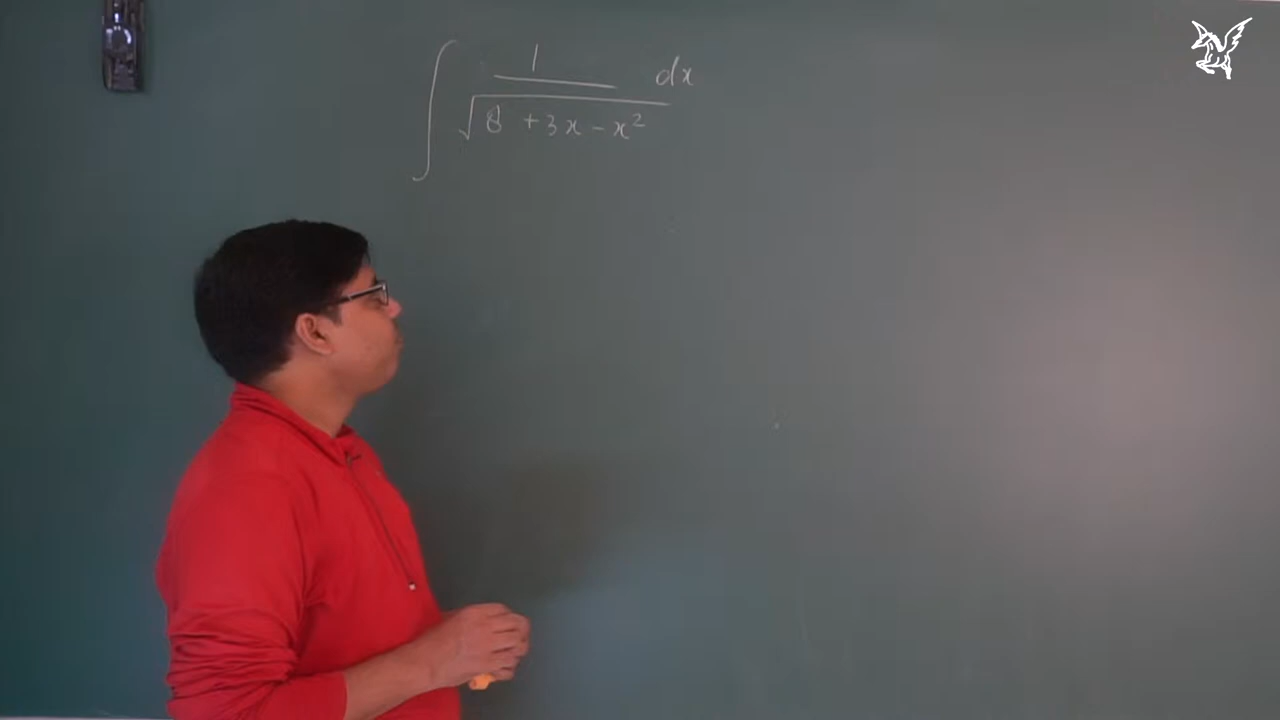 ∫ 1 / √(8 + 3x − x²) dx